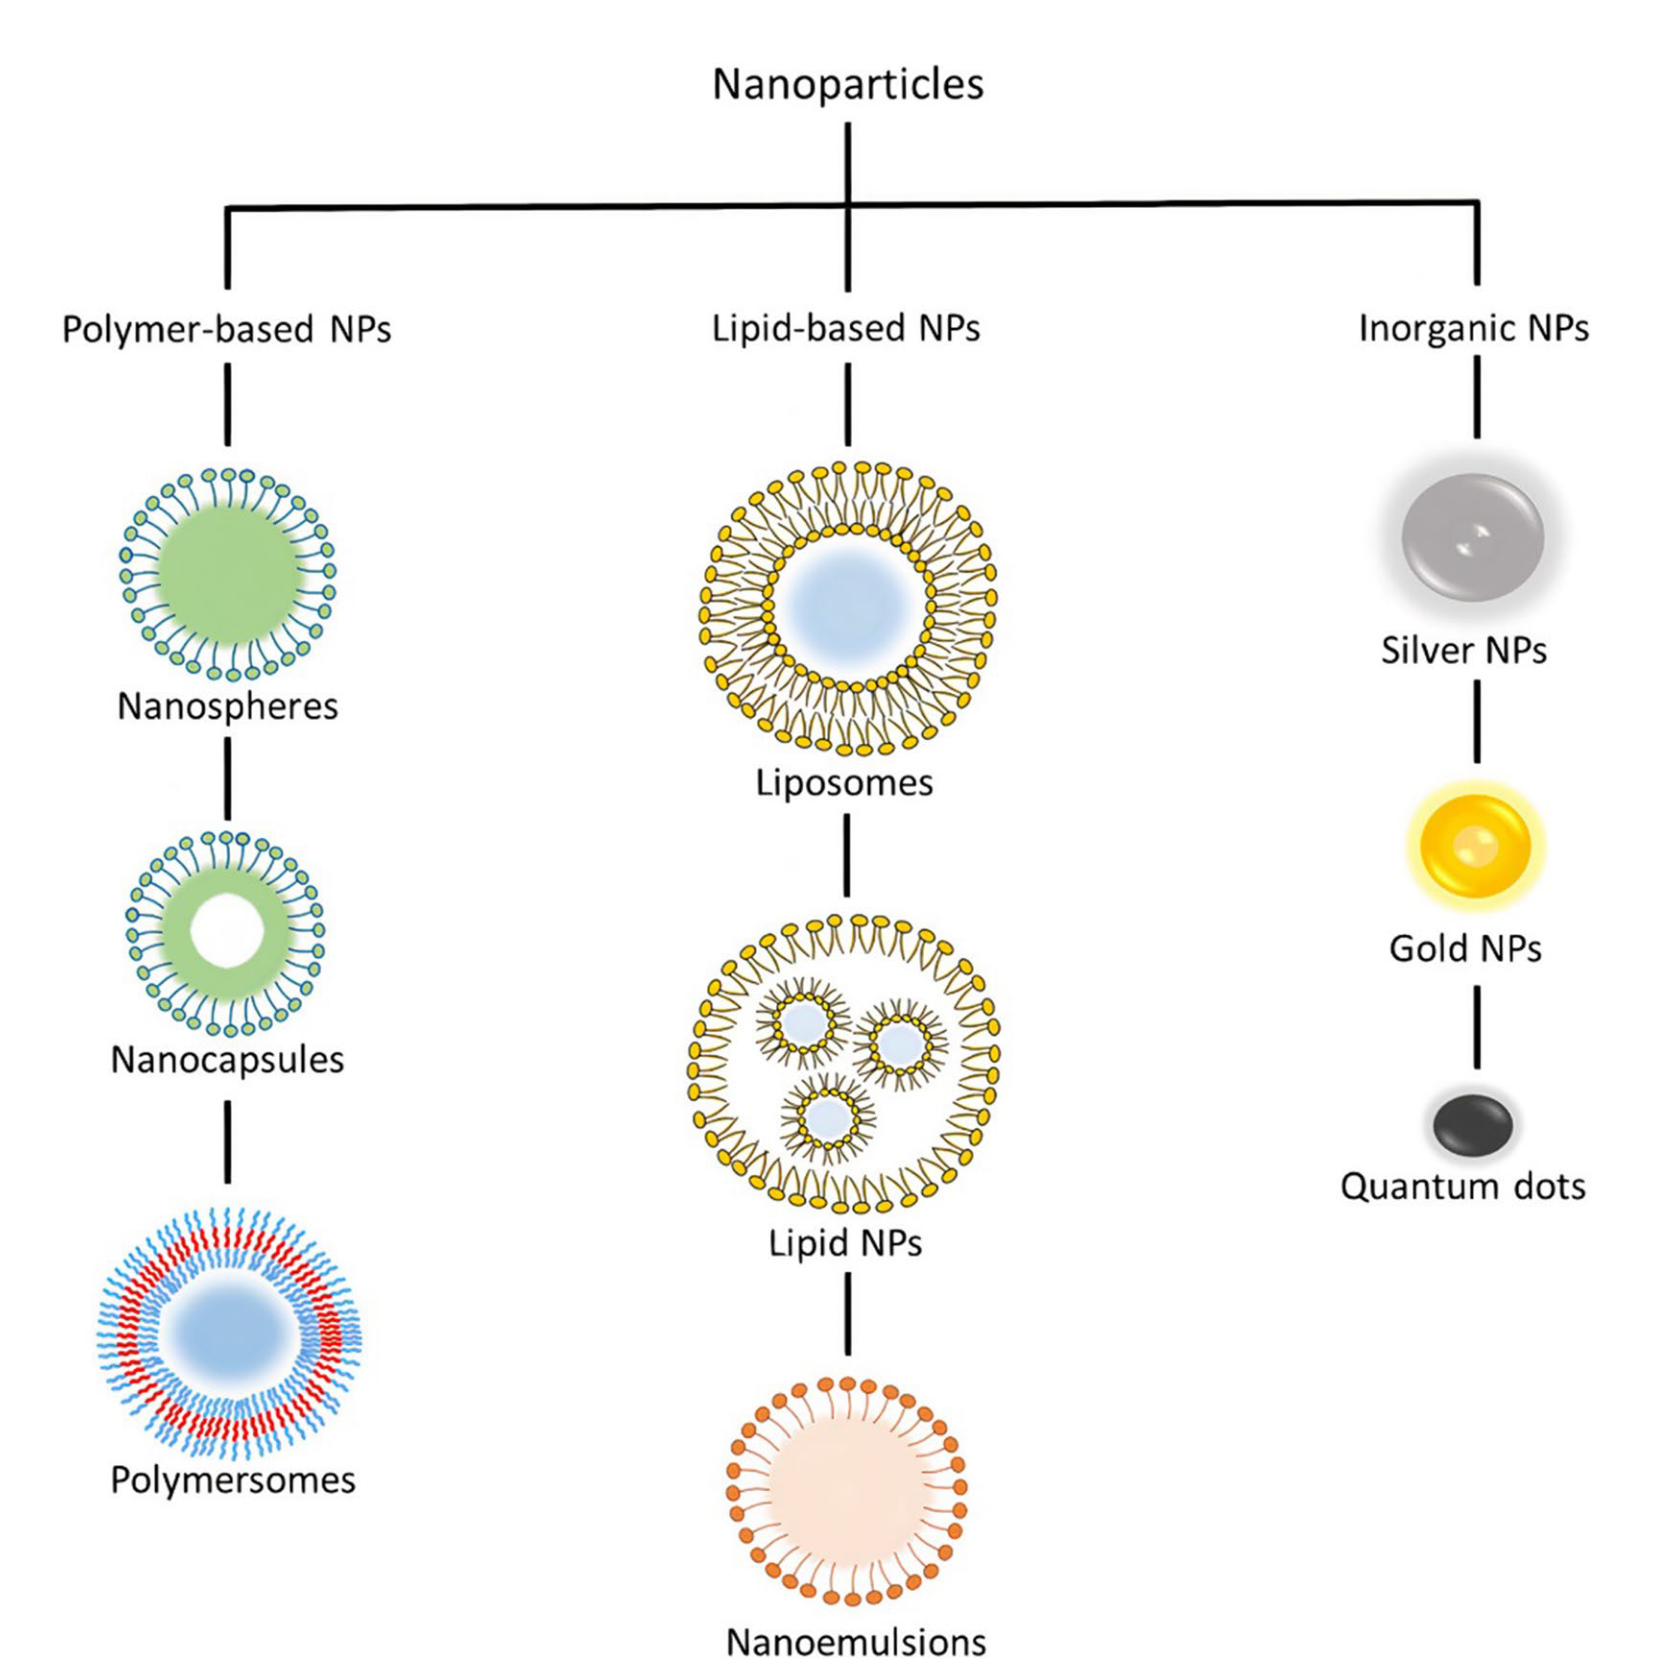 Nanoparticles
Polymer-based NPs
Lipid-based NPs
Inorganic NPs
Nanospheres
Nanocapsules
Polymersomes
Liposomes
Lipid NPs
Nanoemulsions
Silver NPs
Gold NPs
Quantum dots